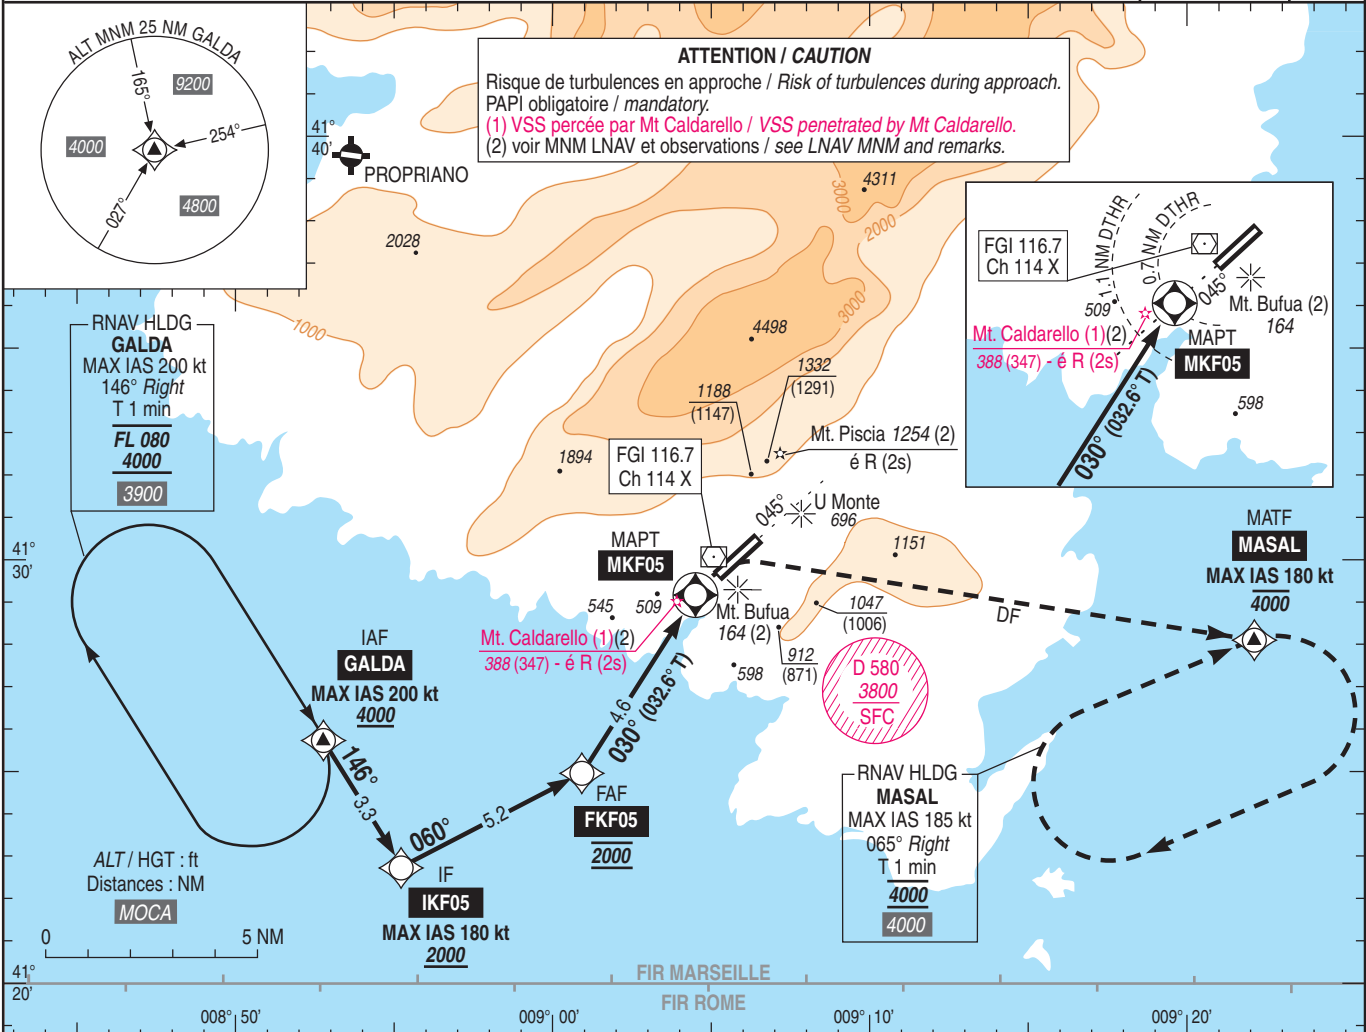 ALT MNM 25 NM GALDA
165°
9200
254°
4000
4800
027°
ATTENTION / CAUTION
Risque de turbulences en approche / Risk of turbulences during approach.
PAPI obligatoire / mandatory.
(1) VSS percée par Mt Caldarello / VSS penetrated by Mt Caldarello.
(2) voir MNM LNAV et observations / see LNAV MNM and remarks.
41°
40'
PROPRIANO
4311
3000
2000
2028
1000
3000
4498
1.1 NM DTHR
0.7 NM DTHR
FGI 116.7
Ch 114 X
045°
509
Mt. Bufua (2)
164
Mt. Caldarello (1)(2)
388 (347) - é R (2s)
MAPT
MKF05
598
030° (032.6° T)
RNAV HLDG
GALDA
MAX IAS 200 kt
146° Right
T 1 min
FL 080
4000
3900
1332
(1291)
1188
(1147)
Mt. Piscia 1254 (2)
é R (2s)
1894
FGI 116.7
Ch 114 X
045°
U Monte
696
41°
30'
MAPT
MKF05
1151
MATF
MASAL
MAX IAS 180 kt
4000
545
509
Mt. Bufua
164 (2)
1047
(1006)
DF
Mt. Caldarello (1)(2)
388 (347) - é R (2s)
598
912
(871)
D 580
3800
SFC
IAF
GALDA
MAX IAS 200 kt
4000
4.6
030° (032.6° T)
146°
3.3
060°
5.2
FAF
FKF05
2000
RNAV HLDG
MASAL
MAX IAS 185 kt
065° Right
T 1 min
4000
4000
ALT / HGT : ft
Distances : NM
MOCA
IF
IKF05
MAX IAS 180 kt
2000
0
5 NM
41°
20'
FIR MARSEILLE
FIR ROME
008° 50'
009° 00'
009° 10'
009° 20'